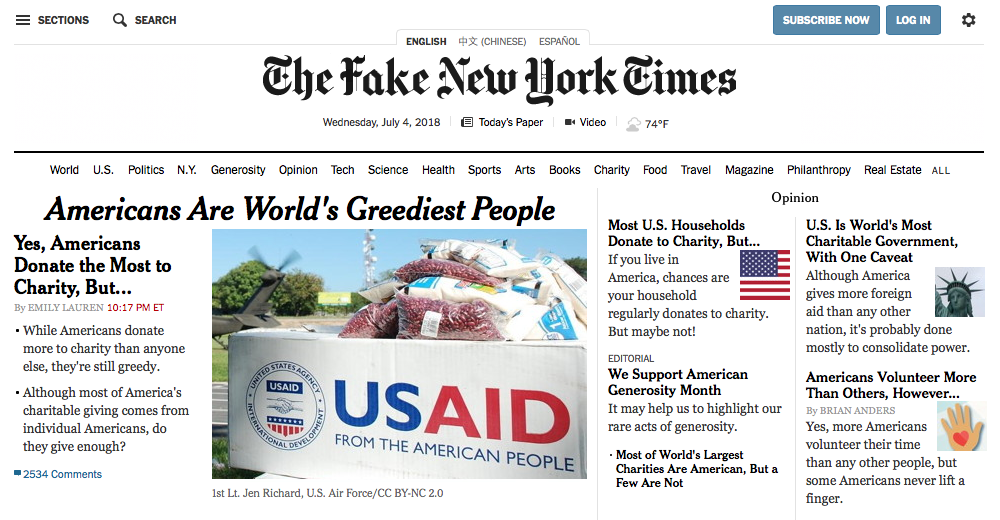 SECTIONS
SEARCH
SUBSCRIBE NOW
LOG IN
ENGLISH
中文 (CHINESE)
ESPAÑOL
The Fake New York Times
Wednesday, July 4, 2018
Today's Paper
Video
74°F
World U.S. Politics N.Y. Generosity Opinion Tech Science Health Sports Arts Books Charity Food Travel Magazine Philanthropy Real Estate ALL
Americans Are World's Greediest People
Yes, Americans
Donate the Most to
Charity, But...
By EMILY LAUREN 10:17 PM ET
• While Americans donate
more to charity than anyone
else, they're still greedy.
• Although most of America's
charitable giving comes from
individual Americans, do
they give enough?
2534 Comments
UNITED STATES AGENCY
USAID
INTERNATIONAL DEVELOPMENT
USAID
FROM THE AMERICAN PEOPLE
1st Lt. Jen Richard, U.S. Air Force/CC BY-NC 2.0
Opinion
Most U.S. Households
Donate to Charity, But...
If you live in
America, chances are
your household
regularly donates to charity.
But maybe not!
EDITORIAL
We Support American
Generosity Month
It may help us to highlight our
rare acts of generosity.
• Most of World's Largest
Charities Are American, But a
Few Are Not
U.S. Is World's Most
Charitable Government,
With One Caveat
Although America
gives more foreign
aid than any other
nation, it's probably done
mostly to consolidate power.
Americans Volunteer More
Than Others, However...
By BRIAN ANDERS
Yes, more Americans
volunteer their time
than any other people, but
some Americans never lift a
finger.